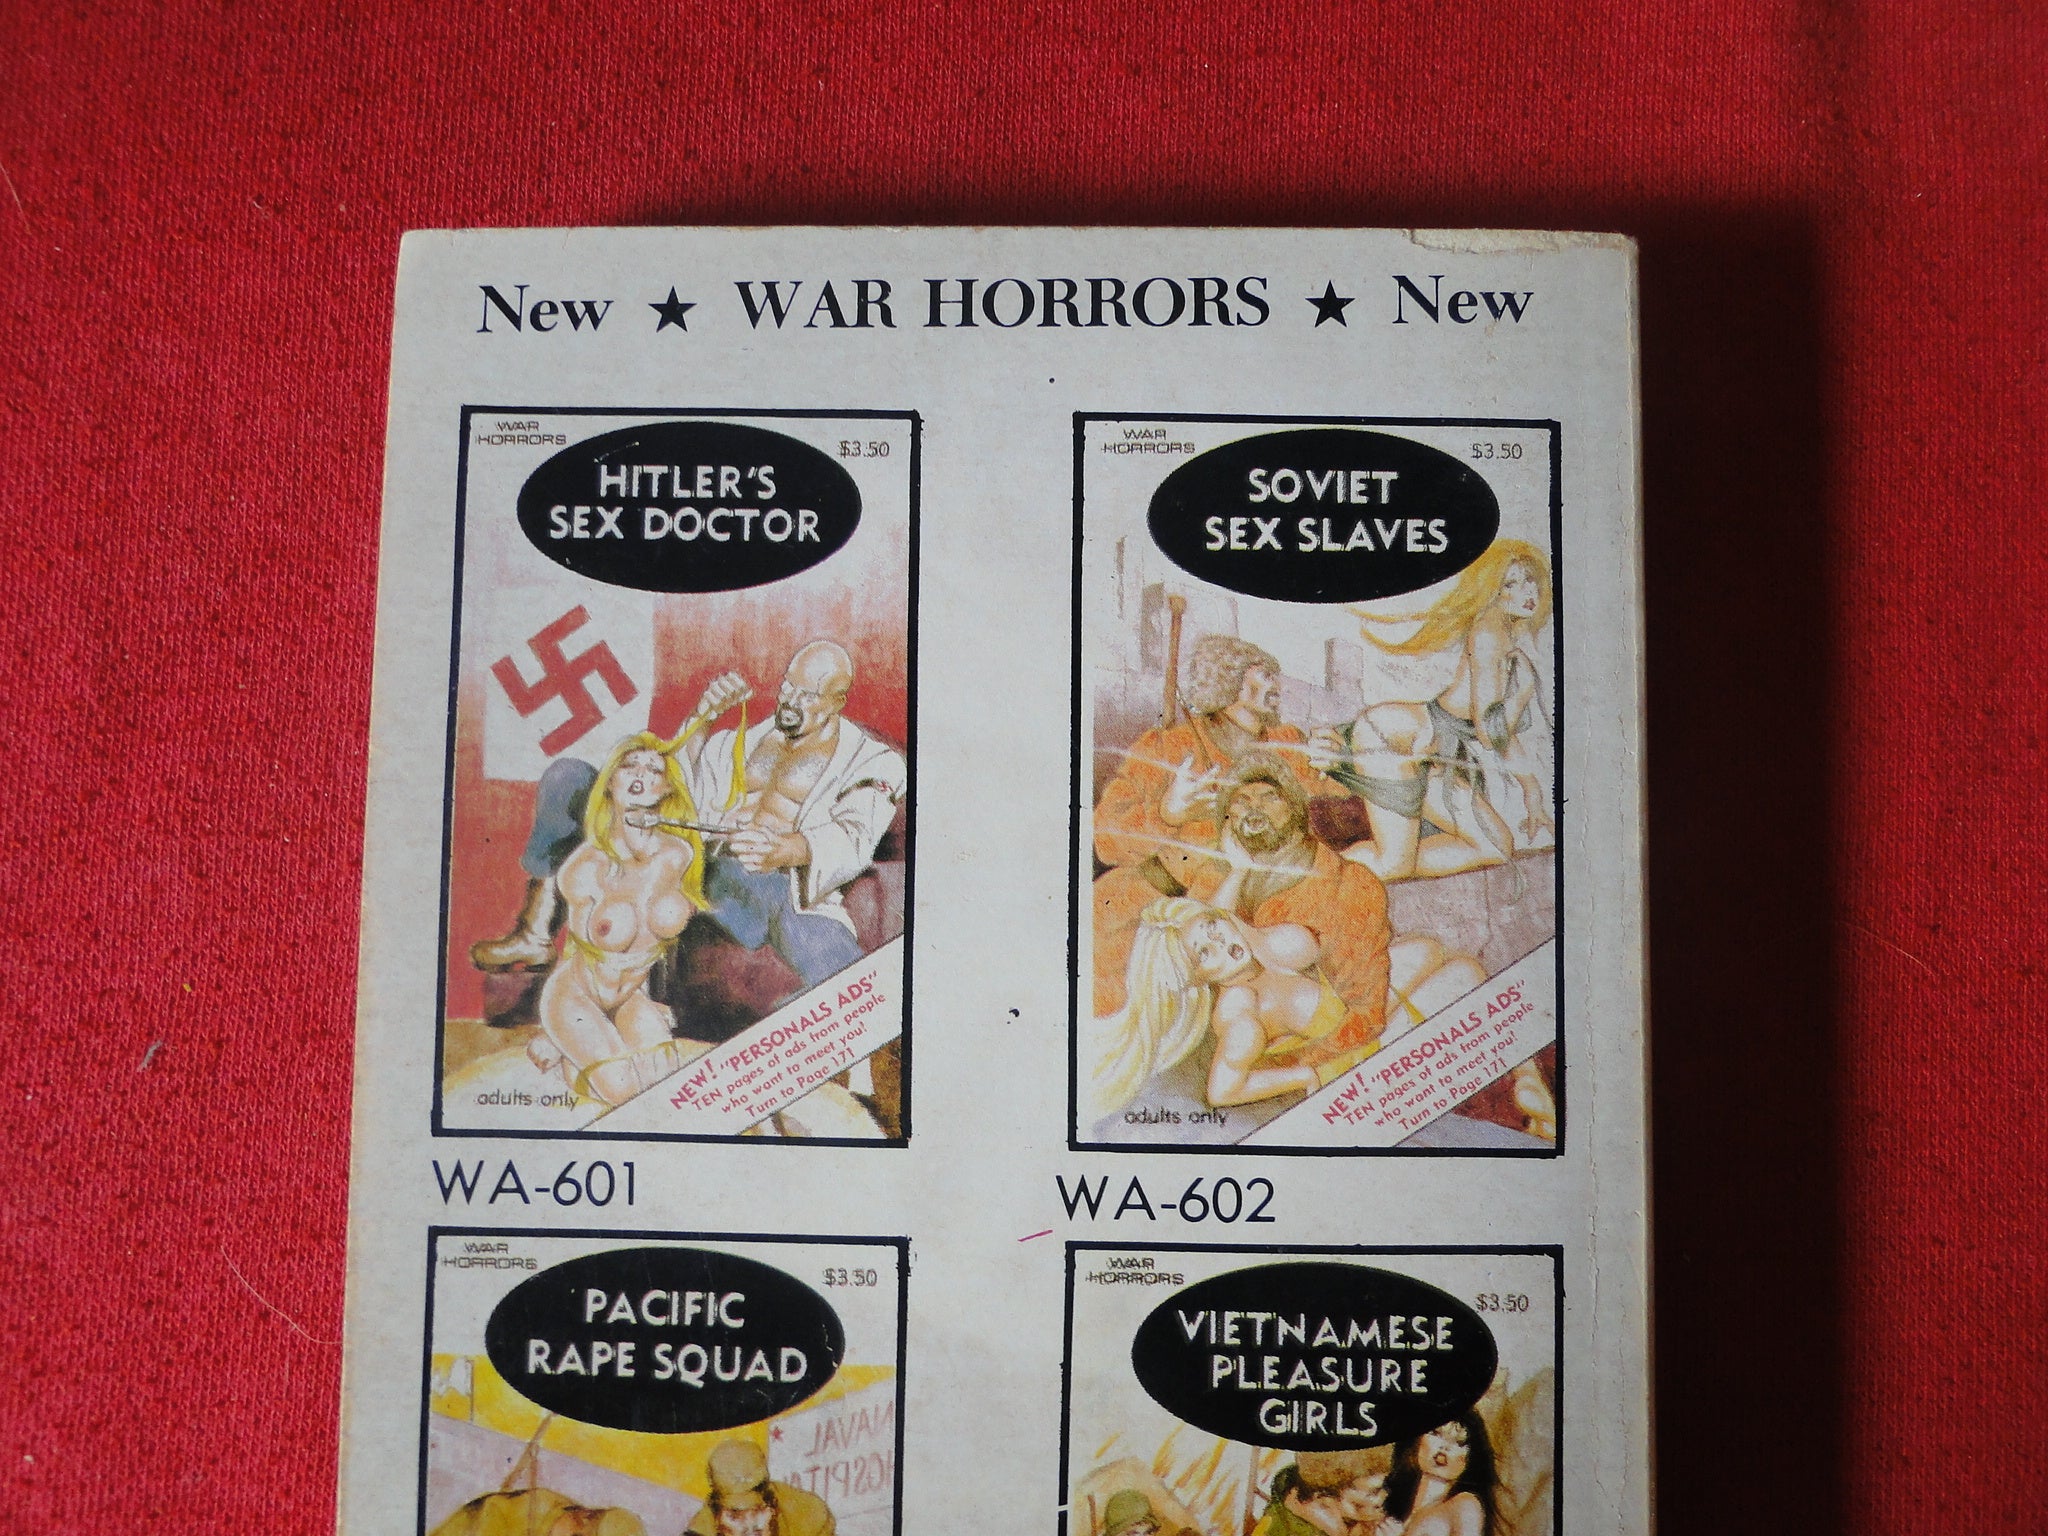 New ★ WAR HORRORS ★ New
WAR
HORRORS
$3.50
HITLER'S
SEX DOCTOR
NEW! "PERSONALS ADS"
TEN pages of ads from people
who want to meet you!
Turn to Page 171
adults only
WA-601
WAR
HORRORS
$3.50
SOVIET
SEX SLAVES
NEW! "PERSONALS ADS"
TEN pages of ads from people
who want to meet you!
Turn to Page 171
adults only
WA-602
WAR
HORRORS
$3.50
PACIFIC
RAPE SQUAD
NAVAL
WAR
HORRORS
$3.50
VIETNAMESE
PLEASURE
GIRLS